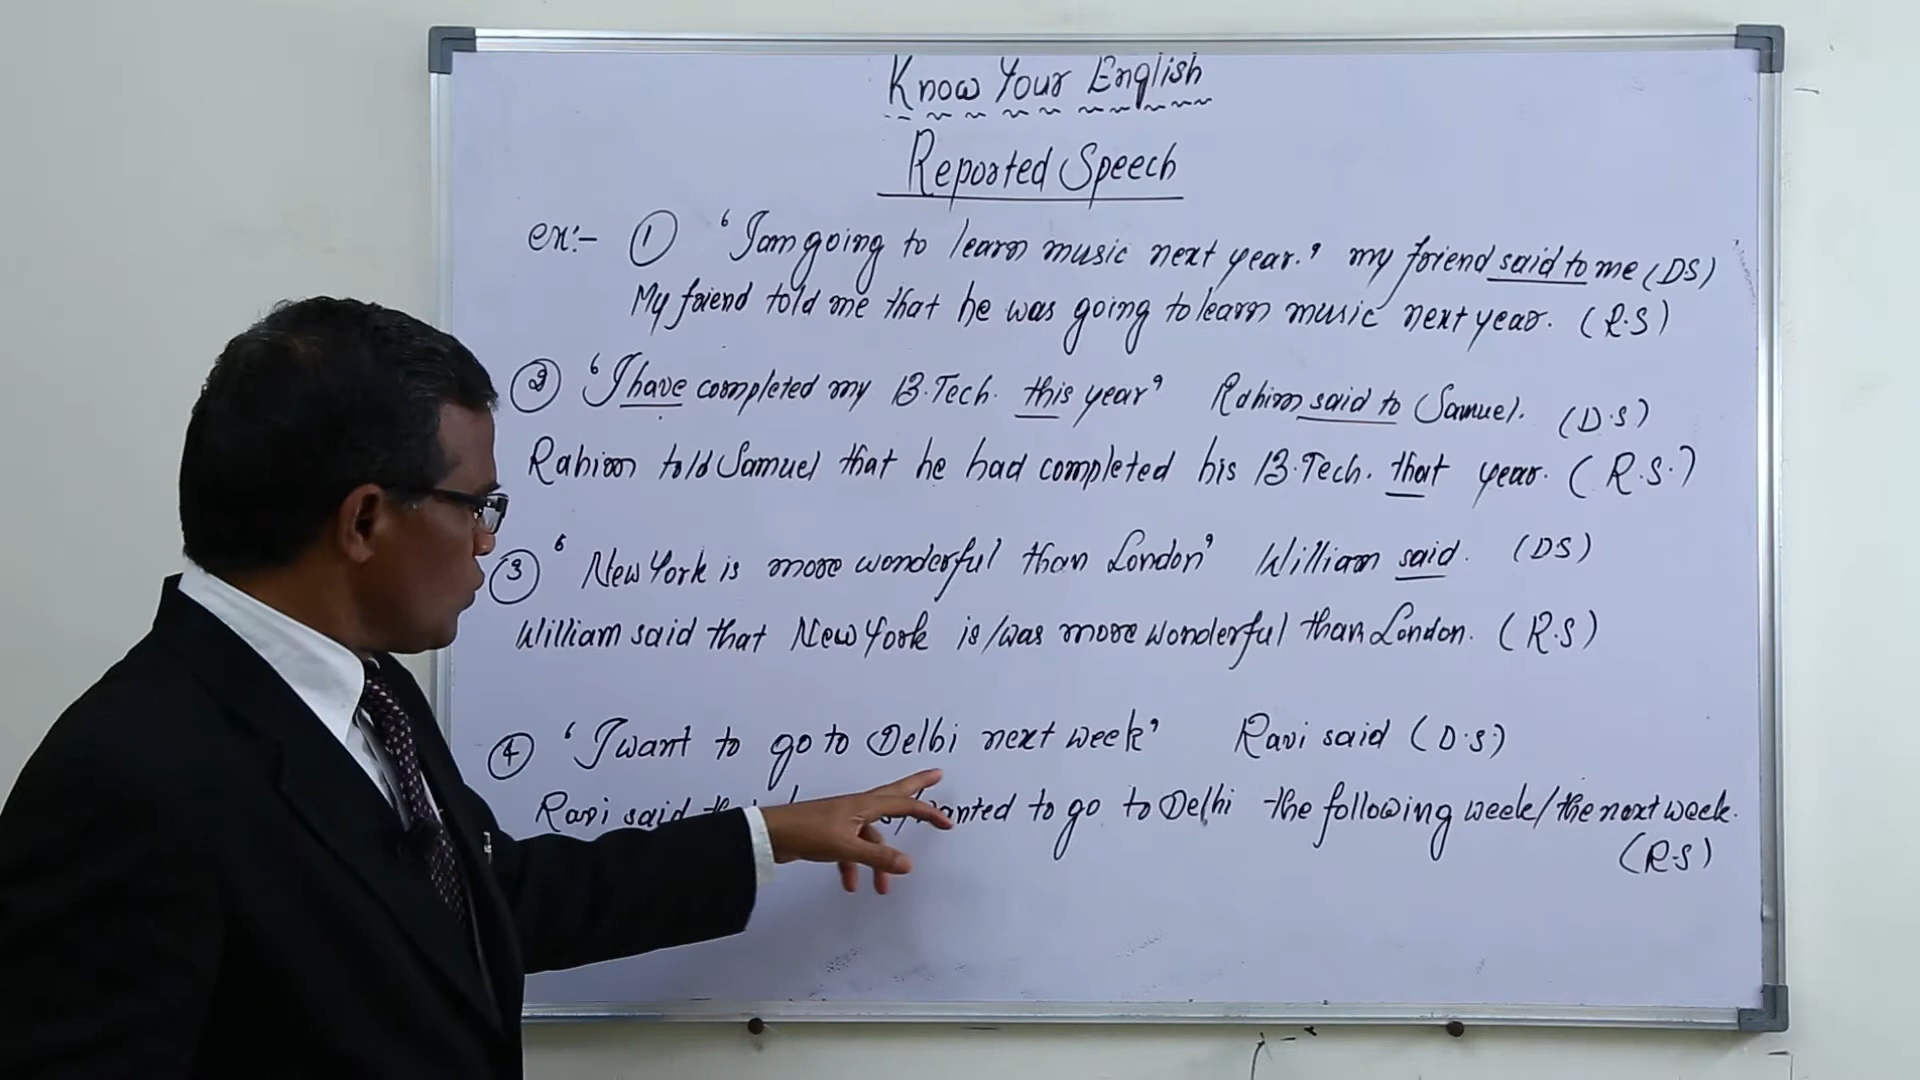 Know Your English
Reported Speech
ex:- ① ‘I am going to learn music next year.’ my friend said to me (DS)
My friend told me that he was going to learn music next year. (R.S)
② ‘I have completed my B.Tech. this year’ Rahim said to Samuel. (D.S)
Rahim told Samuel that he had completed his B.Tech. that year. (R.S.)
③ ‘New York is more wonderful than London’ William said. (DS)
William said that New York is/was more wonderful than London. (R.S)
④ ‘I want to go to Delhi next week’ Ravi said (D.S)
Ravi said /wanted to go to Delhi the following week/the next week.
(R.S)